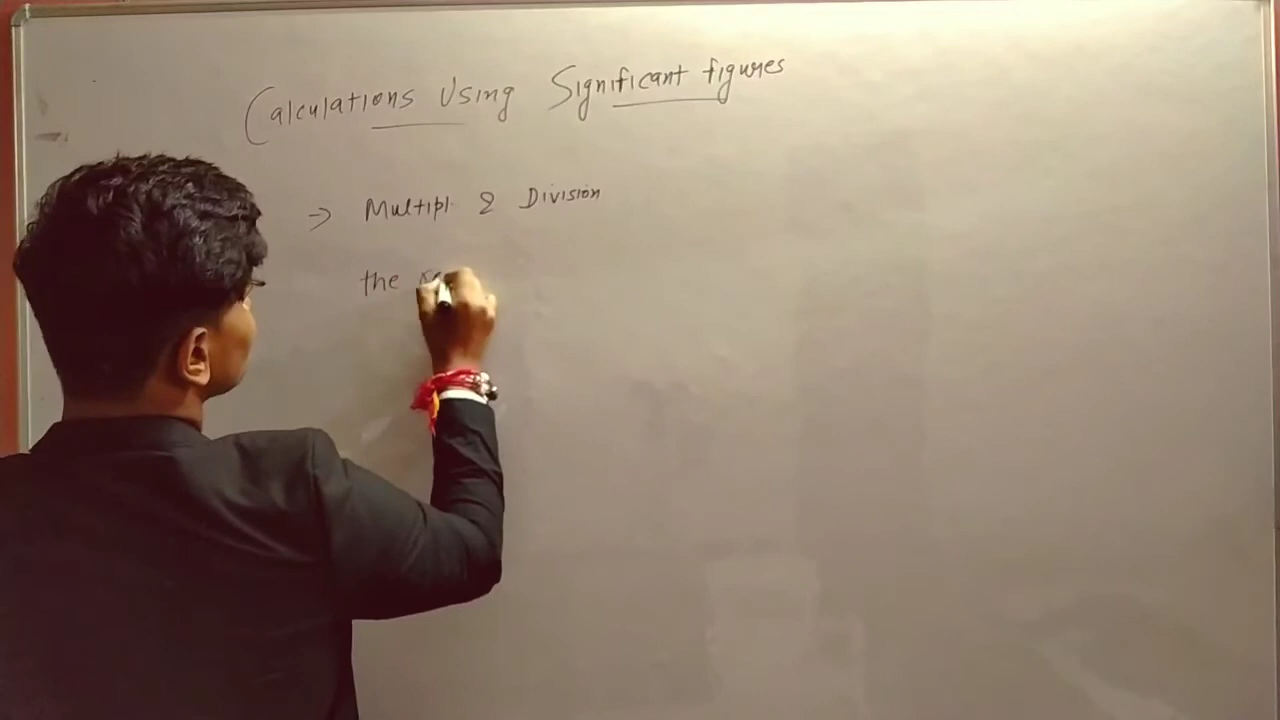 Calculations Using Significant figures
→ Multipl. & Division
the